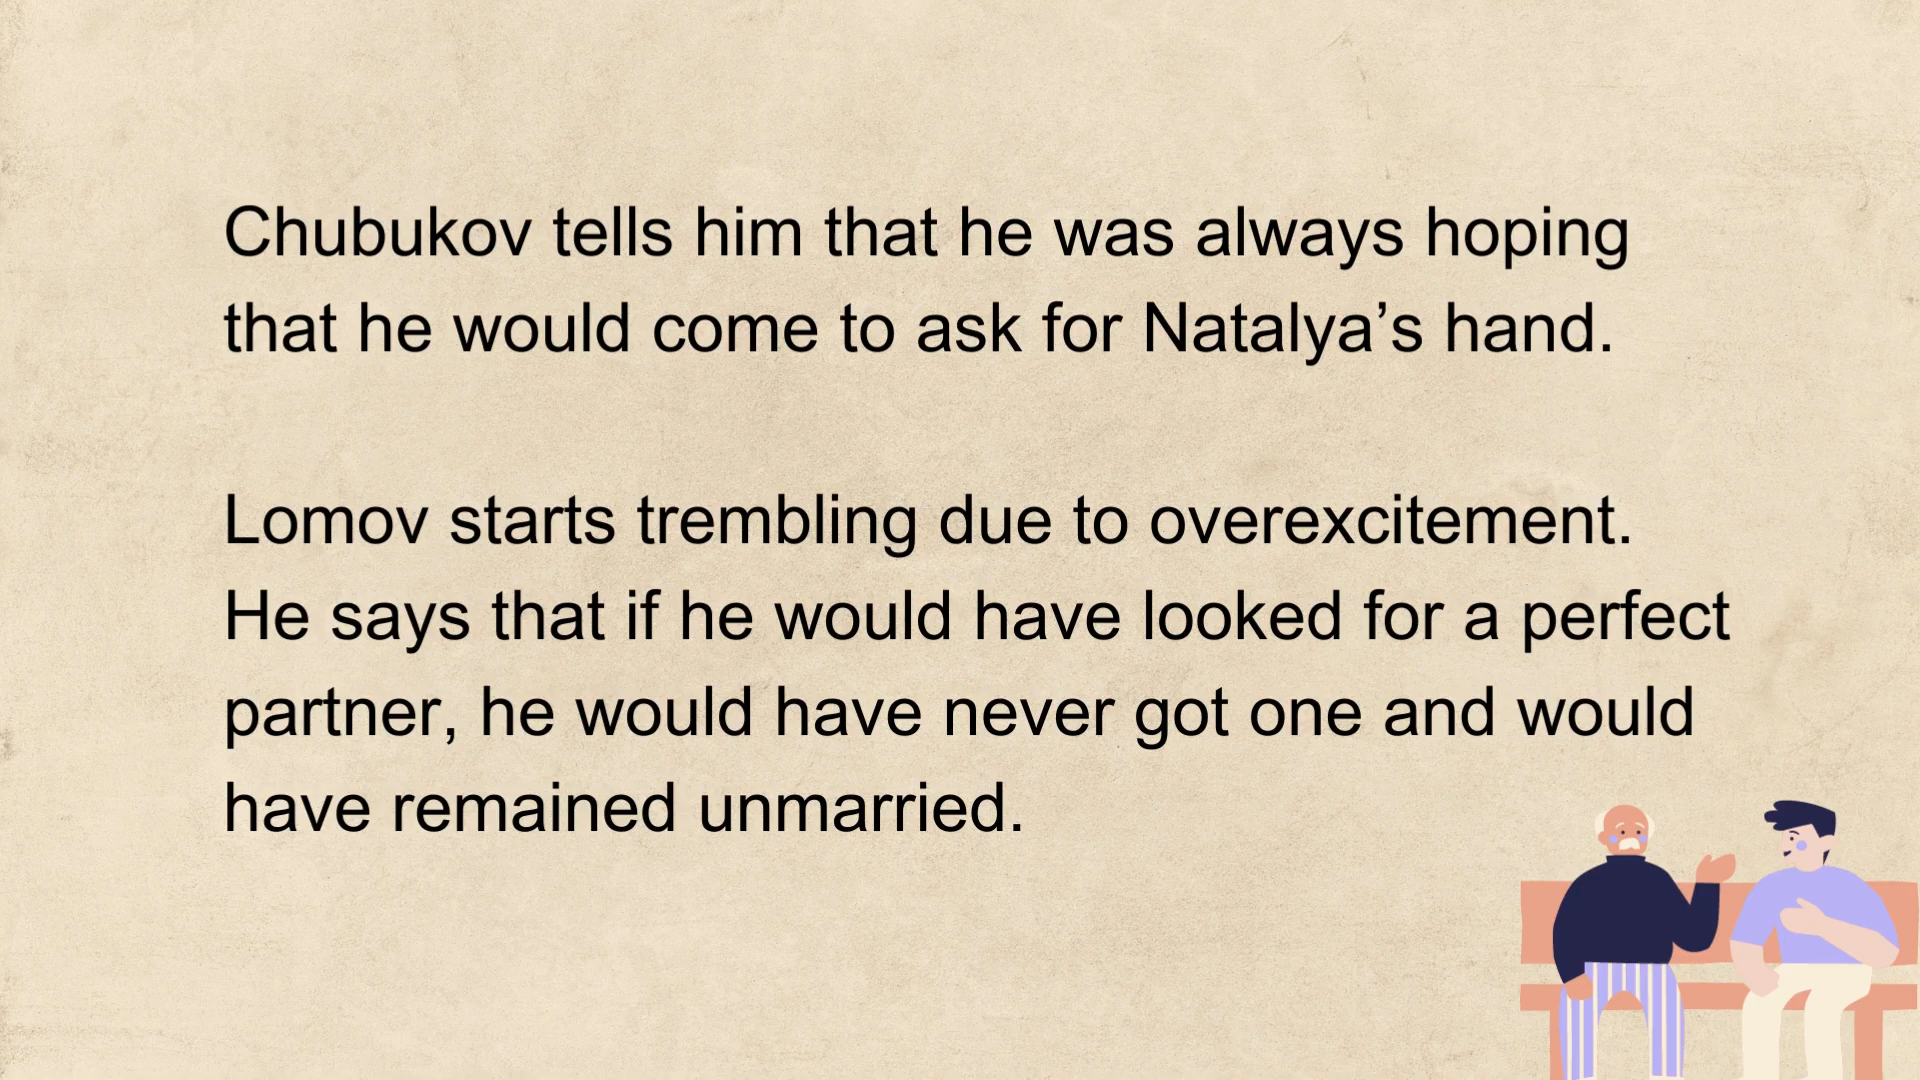 Chubukov tells him that he was always hoping
that he would come to ask for Natalya’s hand.
Lomov starts trembling due to overexcitement.
He says that if he would have looked for a perfect
partner, he would have never got one and would
have remained unmarried.